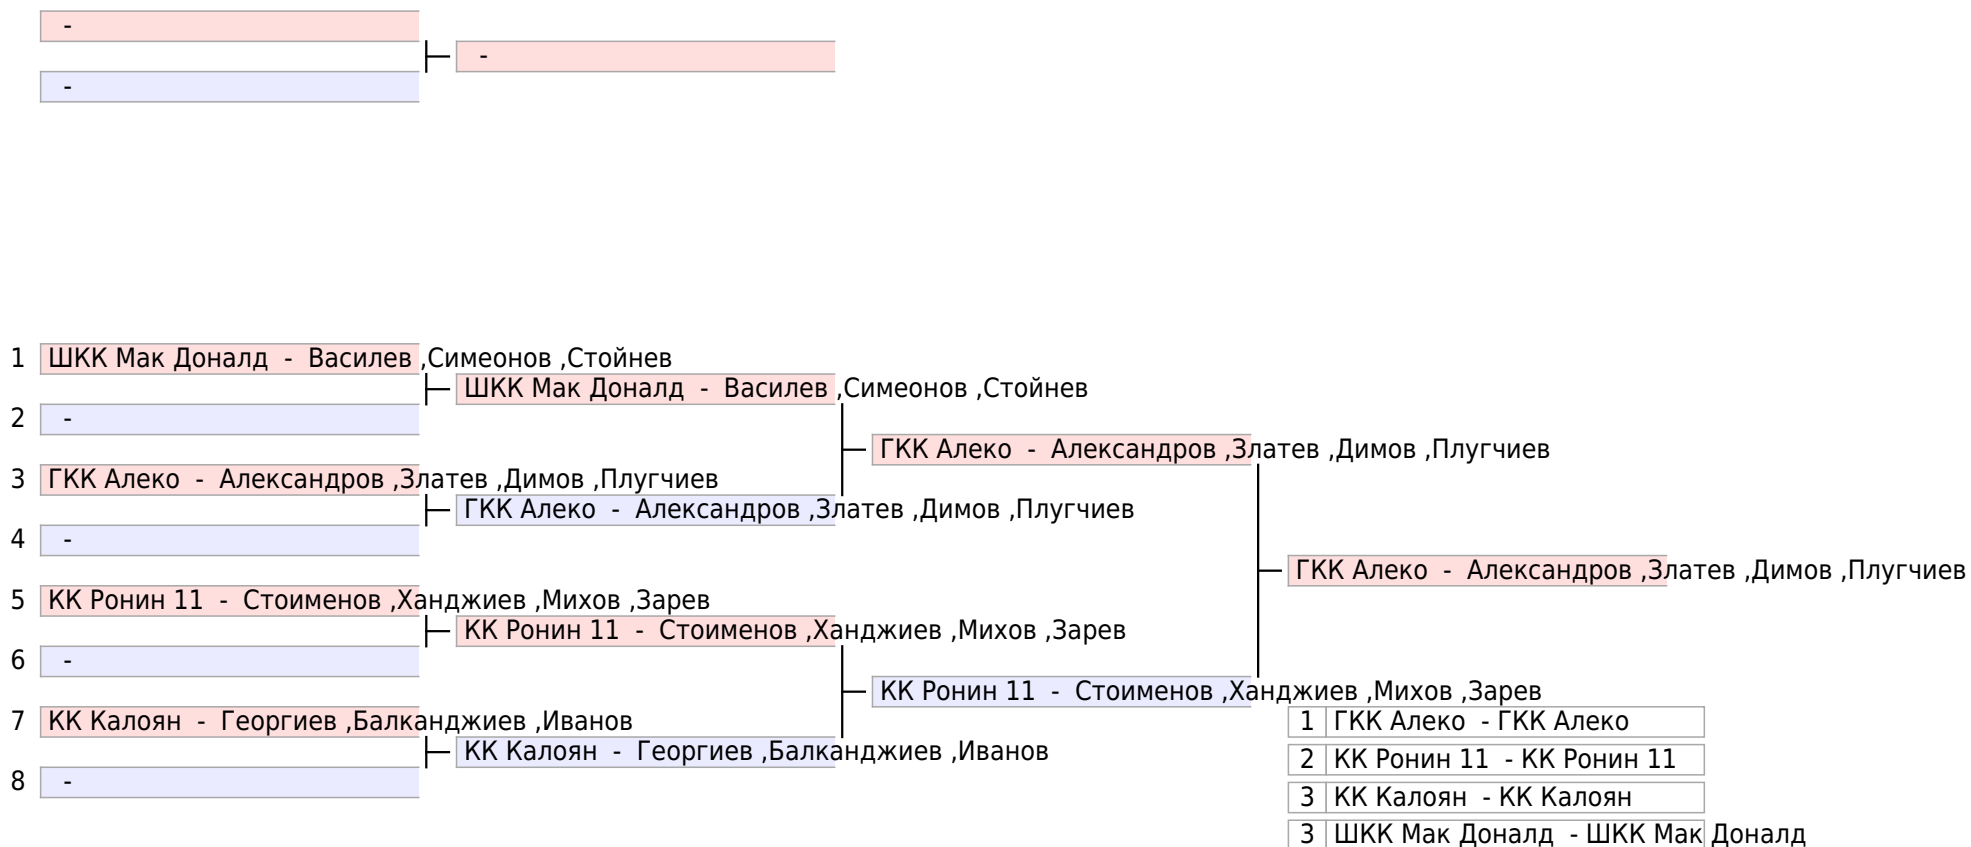 -
-
-
1 ШКК Мак Доналд - Василев ,Симеонов ,Стойнев
ШКК Мак Доналд - Василев ,Симеонов ,Стойнев
2 -
ГКК Алеко - Александров ,Златев ,Димов ,Плугчиев
3 ГКК Алеко - Александров ,Златев ,Димов ,Плугчиев
ГКК Алеко - Александров ,Златев ,Димов ,Плугчиев
4 -
ГКК Алеко - Александров ,Златев ,Димов ,Плугчиев
5 КК Ронин 11 - Стоименов ,Ханджиев ,Михов ,Зарев
КК Ронин 11 - Стоименов ,Ханджиев ,Михов ,Зарев
6 -
КК Ронин 11 - Стоименов ,Ханджиев ,Михов ,Зарев
7 КК Калоян - Георгиев ,Балканджиев ,Иванов
КК Калоян - Георгиев ,Балканджиев ,Иванов
8 -
1 ГКК Алеко - ГКК Алеко
2 КК Ронин 11 - КК Ронин 11
3 КК Калоян - КК Калоян
3 ШКК Мак Доналд - ШКК Мак Доналд